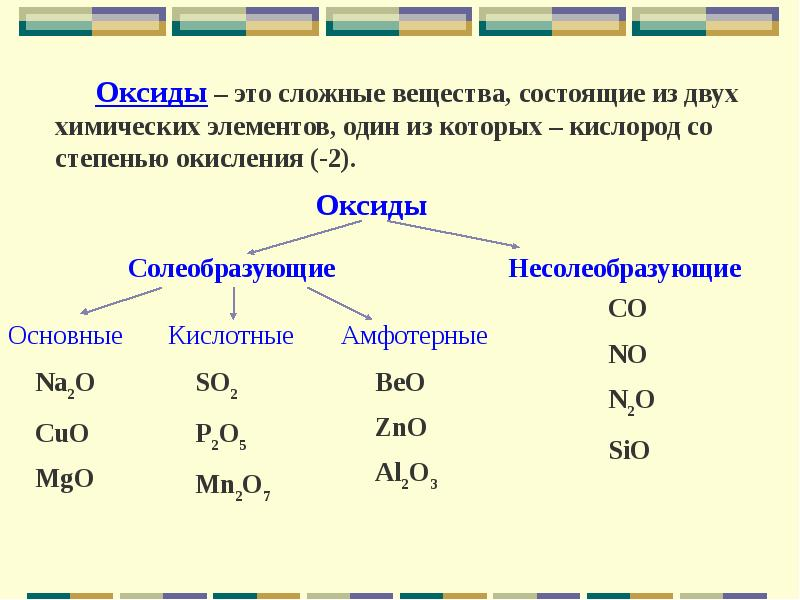 Оксиды – это сложные вещества, состоящие из двух
химических элементов, один из которых – кислород со
степенью окисления (-2).
Оксиды
Солеобразующие
Несолеобразующие
Основные
Na₂O
CuO
MgO
Кислотные
SO₂
P₂O₅
Mn₂O₇
Амфотерные
BeO
ZnO
Al₂O₃
CO
NO
N₂O
SiO